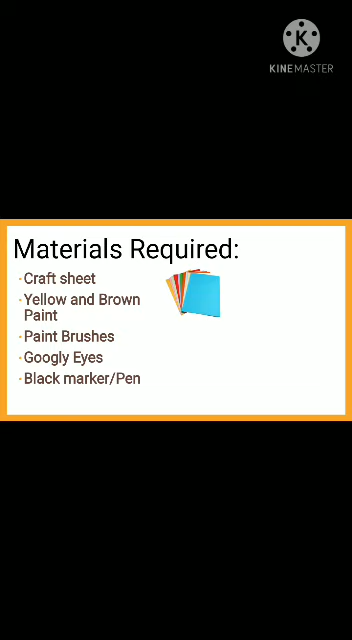 K
KINEMASTER
Materials Required:
·Craft sheet
·Yellow and Brown
Paint
·Paint Brushes
·Googly Eyes
·Black marker/Pen